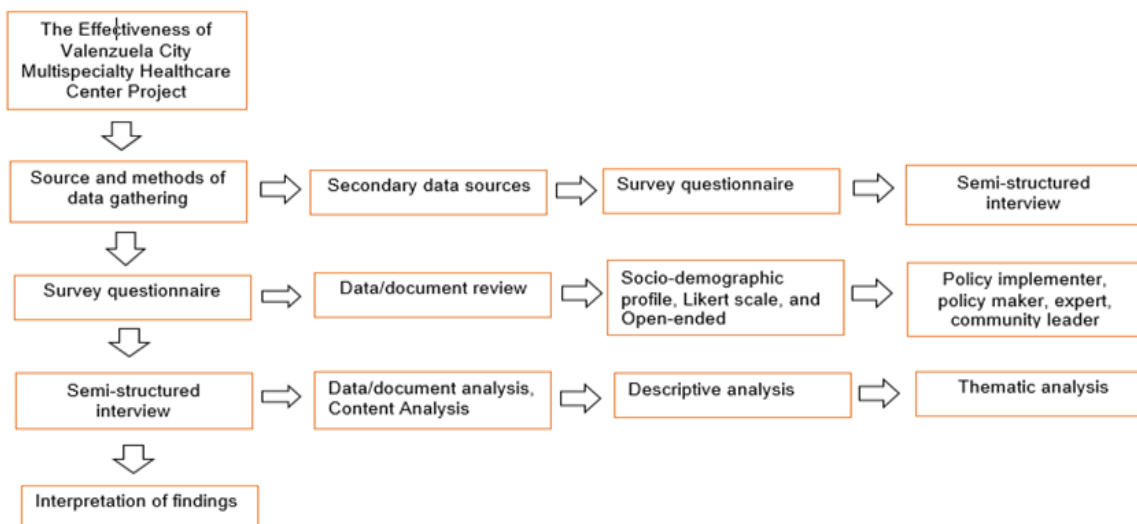 The Effectiveness of
Valenzuela City
Multispecialty Healthcare
Center Project
Source and methods of
data gathering
Secondary data sources
Survey questionnaire
Semi-structured
interview
Survey questionnaire
Data/document review
Socio-demographic
profile, Likert scale, and
Open-ended
Policy implementer,
policy maker, expert,
community leader
Semi-structured
interview
Data/document analysis,
Content Analysis
Descriptive analysis
Thematic analysis
Interpretation of findings